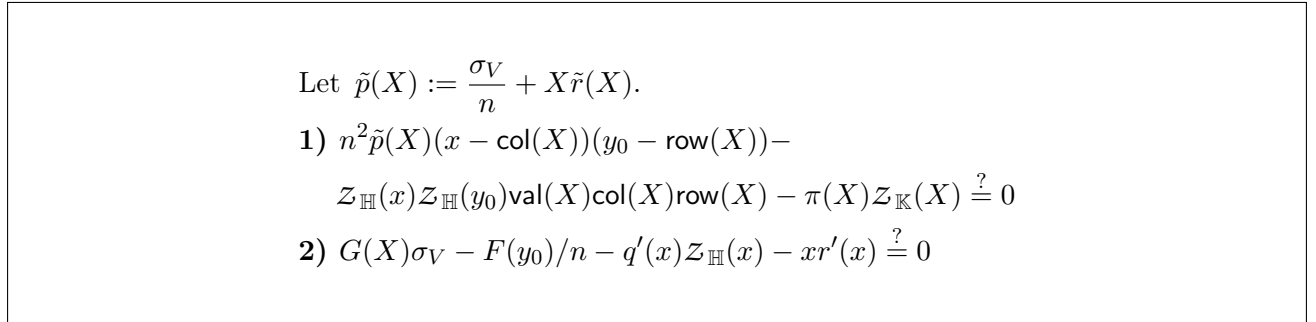 Let p̃(X) := σ_V/n + Xr̃(X).
1) n²p̃(X)(x − col(X))(y₀ − row(X))−
𝓏_ℍ(x)𝓏_ℍ(y₀)val(X)col(X)row(X) − π(X)𝓏_𝕂(X) ≟ 0
2) G(X)σ_V − F(y₀)/n − q′(x)𝓏_ℍ(x) − xr′(x) ≟ 0